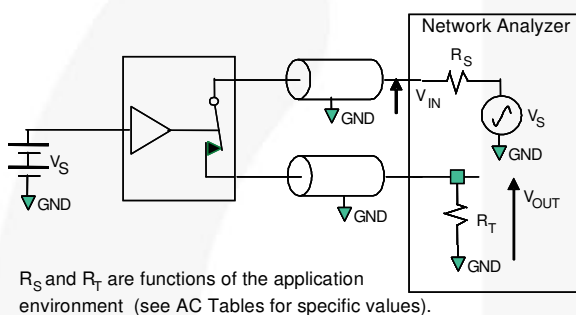 Network Analyzer
R_S
V_IN
GND
V_S
V_S
GND
GND
GND
V_OUT
R_T
GND
R_S and R_T are functions of the application
environment (see AC Tables for specific values).